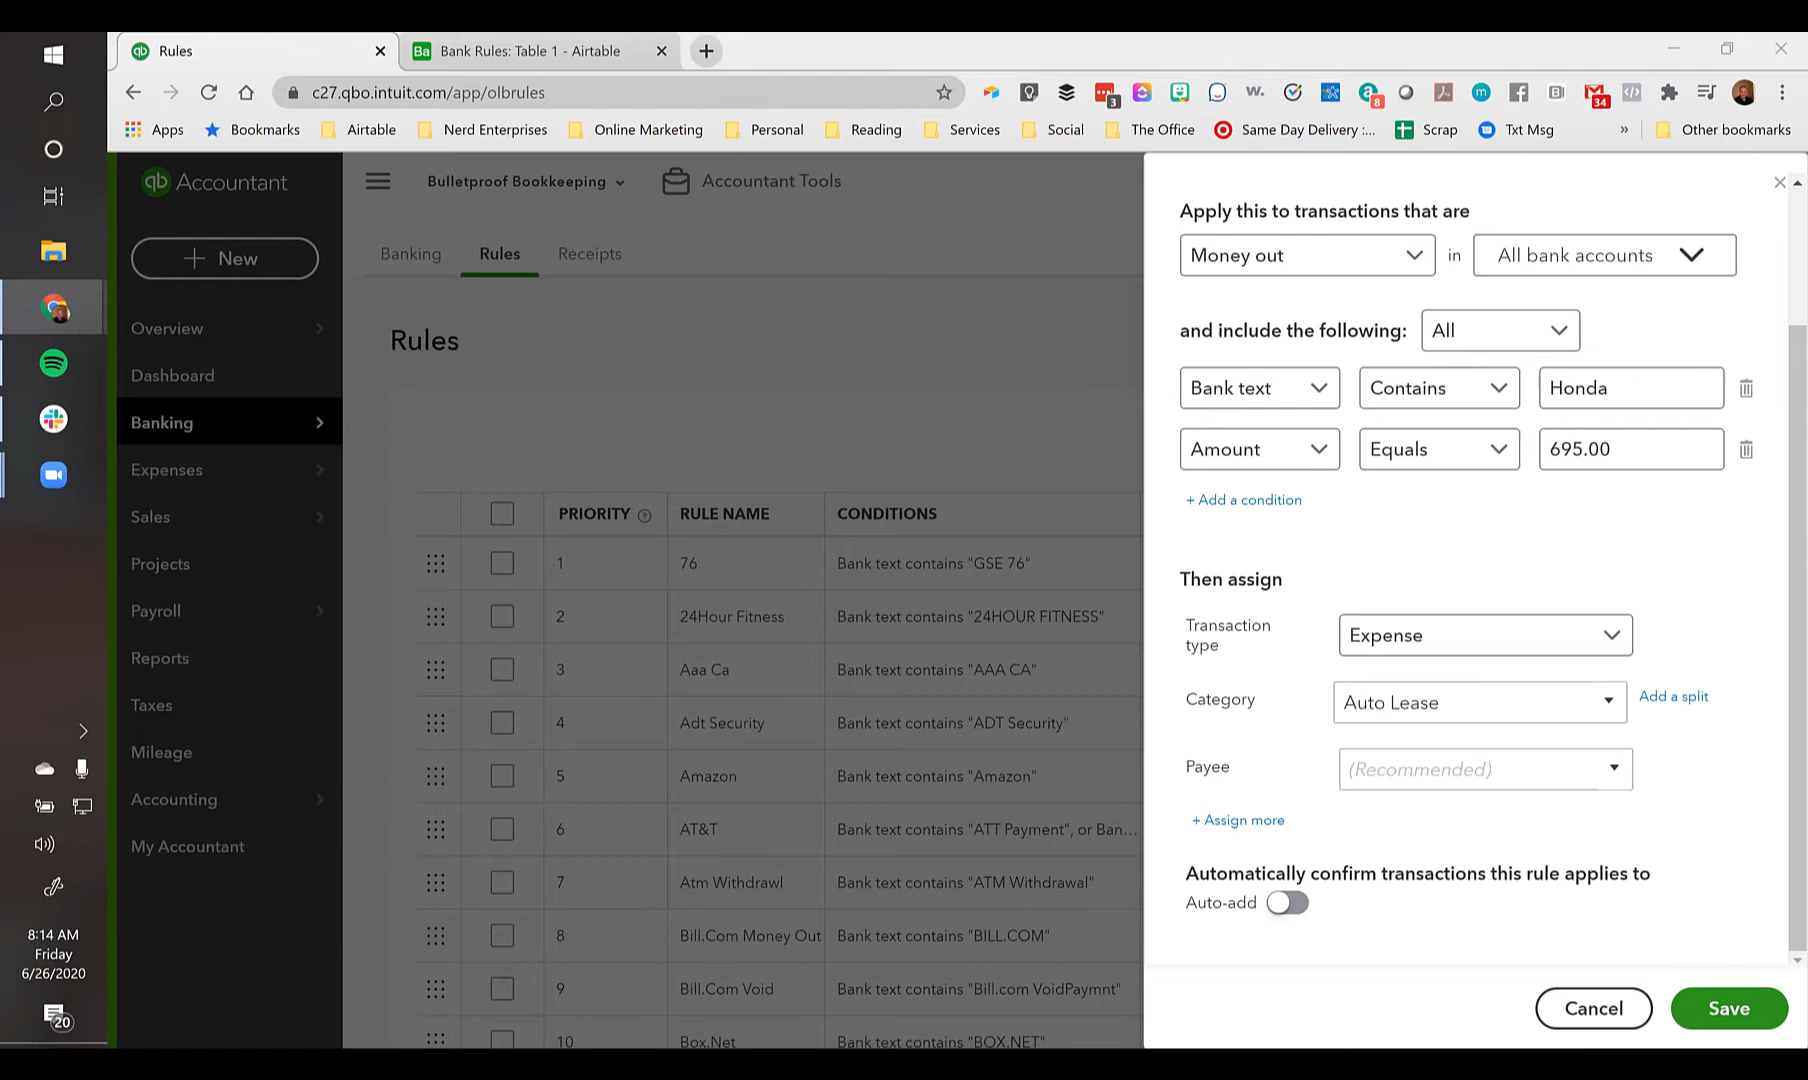 Rules
Bank Rules: Table 1 - Airtable
c27.qbo.intuit.com/app/olbrules
3
8
34
Apps
Bookmarks
Airtable
Nerd Enterprises
Online Marketing
Personal
Reading
Services
Social
The Office
Same Day Delivery :...
Scrap
Txt Msg
»
Other bookmarks
qb Accountant
Bulletproof Bookkeeping
Accountant Tools
+ New
Banking
Rules
Receipts
Overview
Dashboard
Banking
Expenses
Sales
Projects
Payroll
Reports
Taxes
Mileage
Accounting
My Accountant
Rules
PRIORITY ? RULE NAME CONDITIONS
1 76 Bank text contains "GSE 76"
2 24Hour Fitness Bank text contains "24HOUR FITNESS"
3 Aaa Ca Bank text contains "AAA CA"
4 Adt Security Bank text contains "ADT Security"
5 Amazon Bank text contains "Amazon"
6 AT&T Bank text contains "ATT Payment", or Ban...
7 Atm Withdrawl Bank text contains "ATM Withdrawal"
8 Bill.Com Money Out Bank text contains "BILL.COM"
9 Bill.Com Void Bank text contains "Bill.com VoidPaymnt"
10 Box.Net Bank text contains "BOX.NET"
Apply this to transactions that are
Money out in All bank accounts
and include the following: All
Bank text Contains Honda
Amount Equals 695.00
+ Add a condition
Then assign
Transaction
type
Expense
Category Auto Lease Add a split
Payee (Recommended)
+ Assign more
Automatically confirm transactions this rule applies to
Auto-add
Cancel Save
8:14 AM
Friday
6/26/2020
20